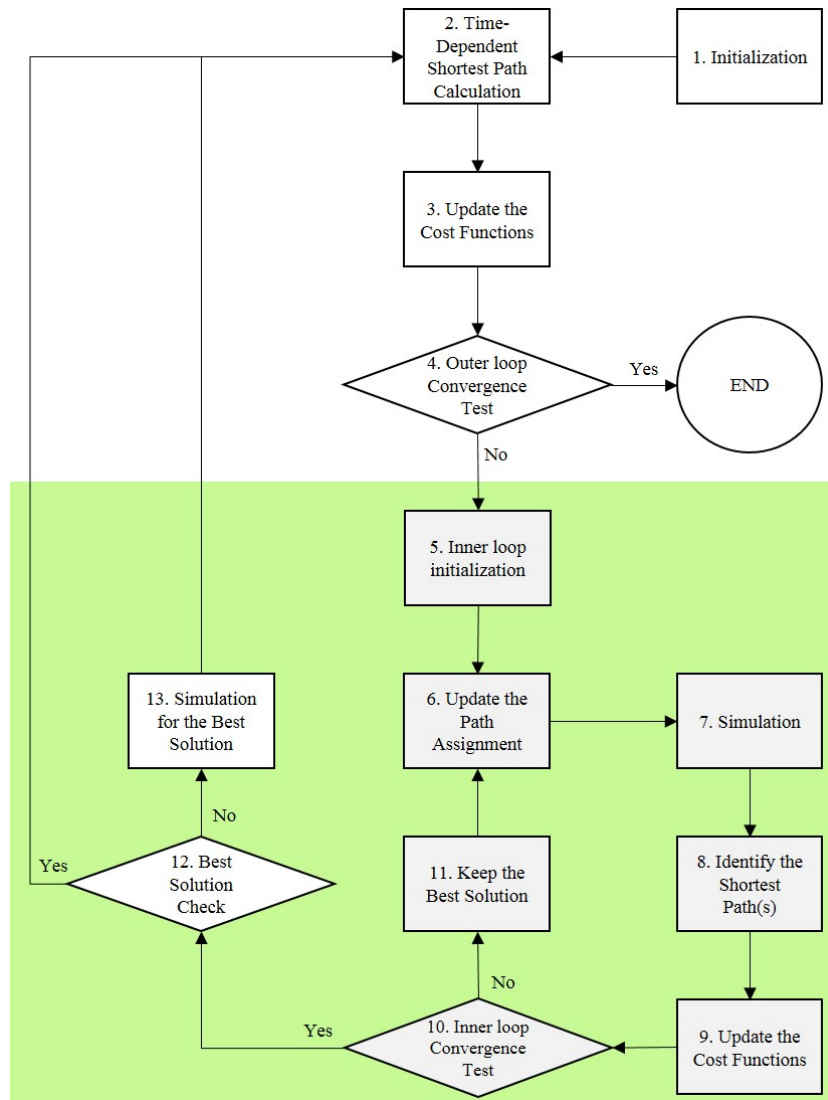 2. Time-
Dependent
Shortest Path
Calculation
1. Initialization
3. Update the
Cost Functions
4. Outer loop
Convergence
Test
Yes
END
No
5. Inner loop
initialization
13. Simulation
for the Best
Solution
6. Update the
Path
Assignment
7. Simulation
No
Yes
12. Best
Solution
Check
11. Keep the
Best Solution
8. Identify the
Shortest
Path(s)
No
Yes
10. Inner loop
Convergence
Test
9. Update the
Cost Functions